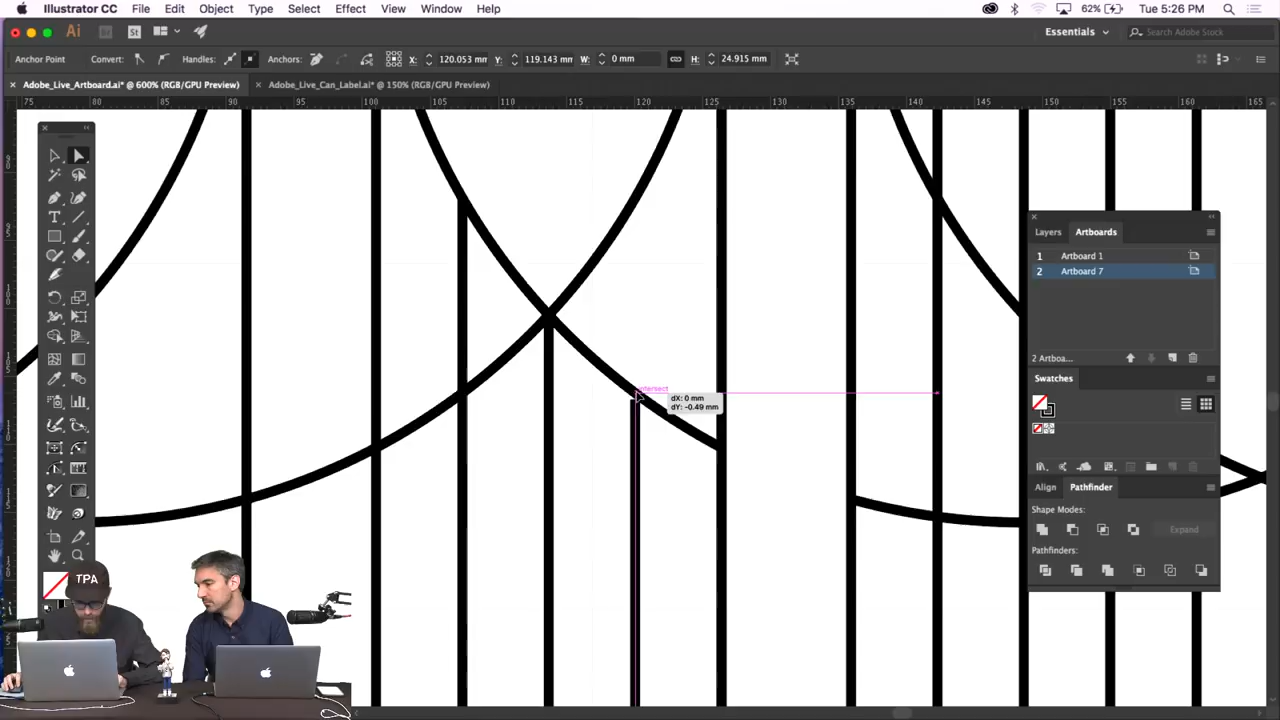 Illustrator CC File Edit Object Type Select Effect View Window Help 62% Tue 5:26 PM
Ai Br St Essentials Search Adobe Stock
Anchor Point Convert: Handles: Anchors: X: 120.053 mm Y: 119.143 mm W: 0 mm H: 24.915 mm
Adobe_Live_Artboard.ai* @ 600% (RGB/GPU Preview) Adobe_Live_Can_Label.ai* @ 150% (RGB/GPU Preview)
75 80 85 90 95 100 105 110 115 120 125 130 135 140 145 150 155 160 165
Layers Artboards
1 Artboard 1
2 Artboard 7
2 Artboa...
Swatches
intersect
dX: 0 mm
dY: -0.49 mm
Align Pathfinder
Shape Modes:
Expand
Pathfinders:
TPA